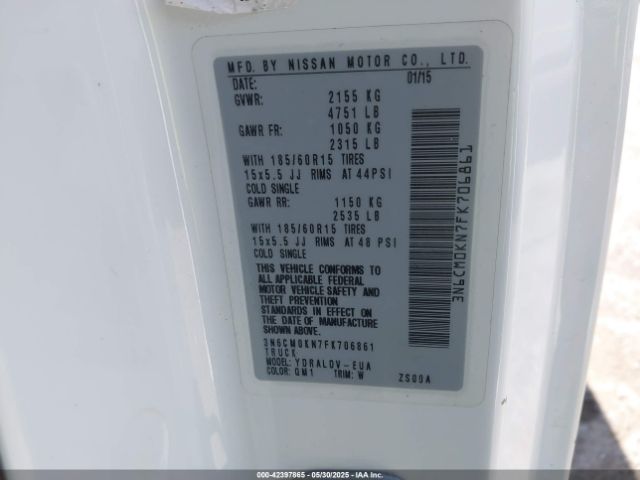 MFD. BY NISSAN MOTOR CO., LTD.
DATE: 01/15
GVWR: 2155 KG
4751 LB
GAWR FR: 1050 KG
2315 LB
WITH 185/60R15 TIRES
15x5.5 JJ RIMS AT 44PSI
COLD SINGLE
GAWR RR: 1150 KG
2535 LB
WITH 185/60R15 TIRES
15x5.5 JJ RIMS AT 48 PSI
COLD SINGLE
THIS VEHICLE CONFORMS TO
ALL APPLICABLE FEDERAL
MOTOR VEHICLE SAFETY AND
THEFT PREVENTION
STANDARDS IN EFFECT ON
THE DATE OF MANUFACTURE
SHOWN ABOVE.
3N6CM0KN7FK706861
TRUCK
MODEL: YDRALOV-EUA
COLOR: QM1 TRIM: W ZS00A
3N6CM0KN7FK706861
000-42397865 - 05/30/2025 - IAA Inc.